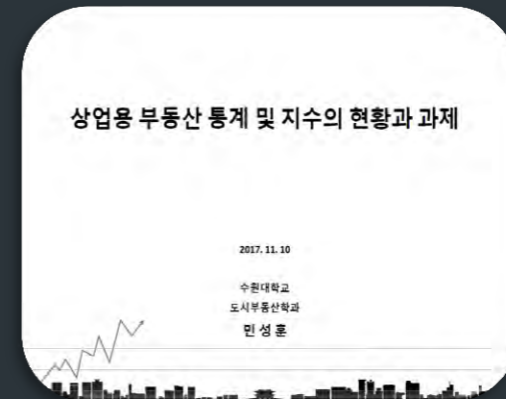 상업용 부동산 통계 및 지수의 현황과 과제
2017. 11. 10
수원대학교
도시부동산학과
민 성 훈